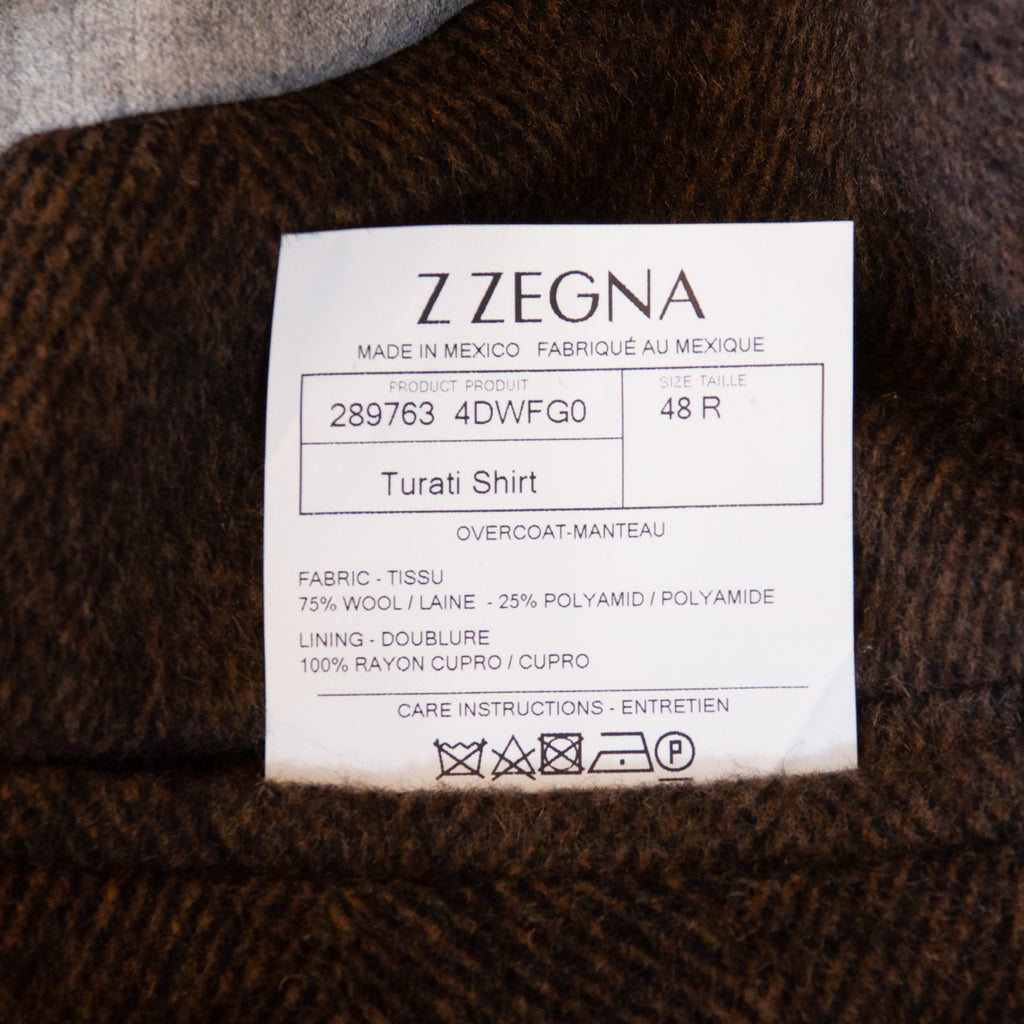 Z ZEGNA
MADE IN MEXICO FABRIQUÉ AU MEXIQUE
PRODUCT PRODUIT
289763 4DWFG0
SIZE TAILLE
48 R
Turati Shirt
OVERCOAT-MANTEAU
FABRIC - TISSU
75% WOOL / LAINE - 25% POLYAMID / POLYAMIDE
LINING - DOUBLURE
100% RAYON CUPRO / CUPRO
CARE INSTRUCTIONS - ENTRETIEN
P